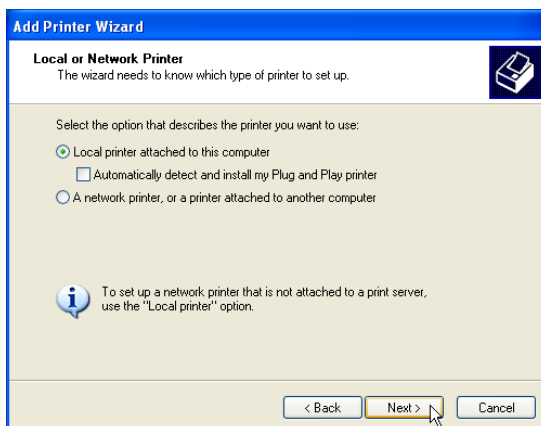 Add Printer Wizard
Local or Network Printer
The wizard needs to know which type of printer to set up.
Select the option that describes the printer you want to use:
Local printer attached to this computer
Automatically detect and install my Plug and Play printer
A network printer, or a printer attached to another computer
To set up a network printer that is not attached to a print server,
use the "Local printer" option.
< Back Next > Cancel